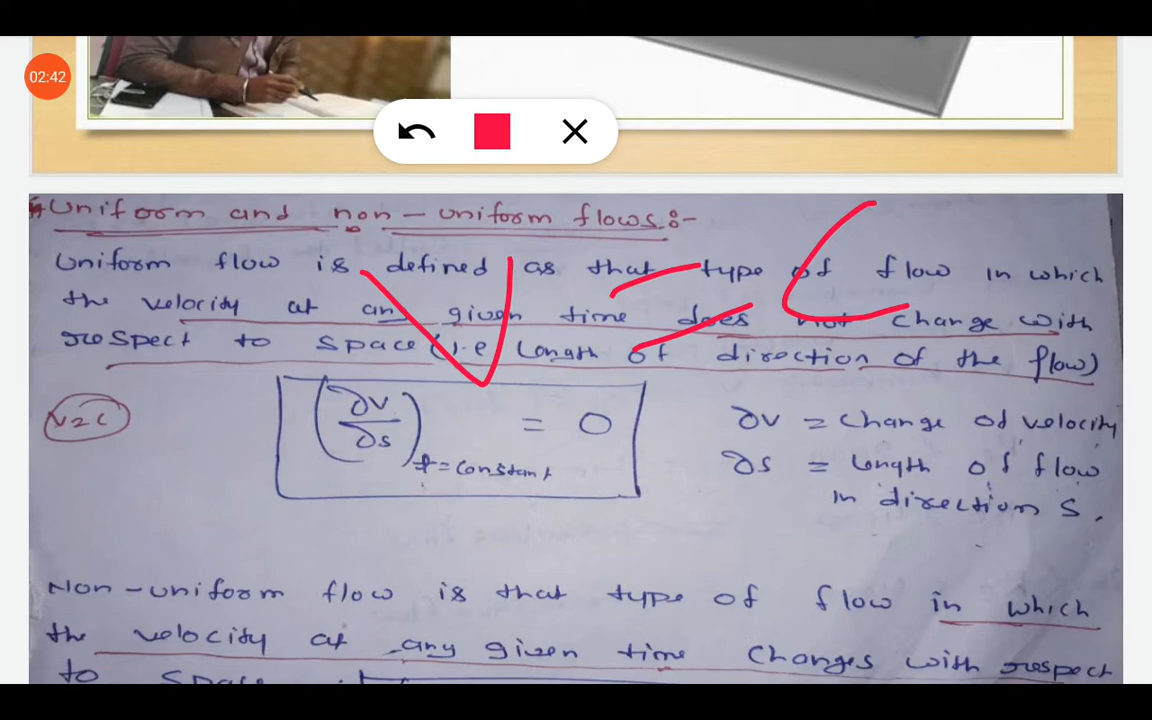 02:42
Uniform and non-uniform flows:-
Uniform flow is defined as that type of flow in which
the velocity at an given time does not change with
respect to space (i.e length of direction of the flow)
V = C
(∂V/∂s)t=constant = 0
∂V = change of velocity
∂s = length of flow
in direction S.
Non-uniform flow is that type of flow in which
the velocity at any given time changes with respect
to space